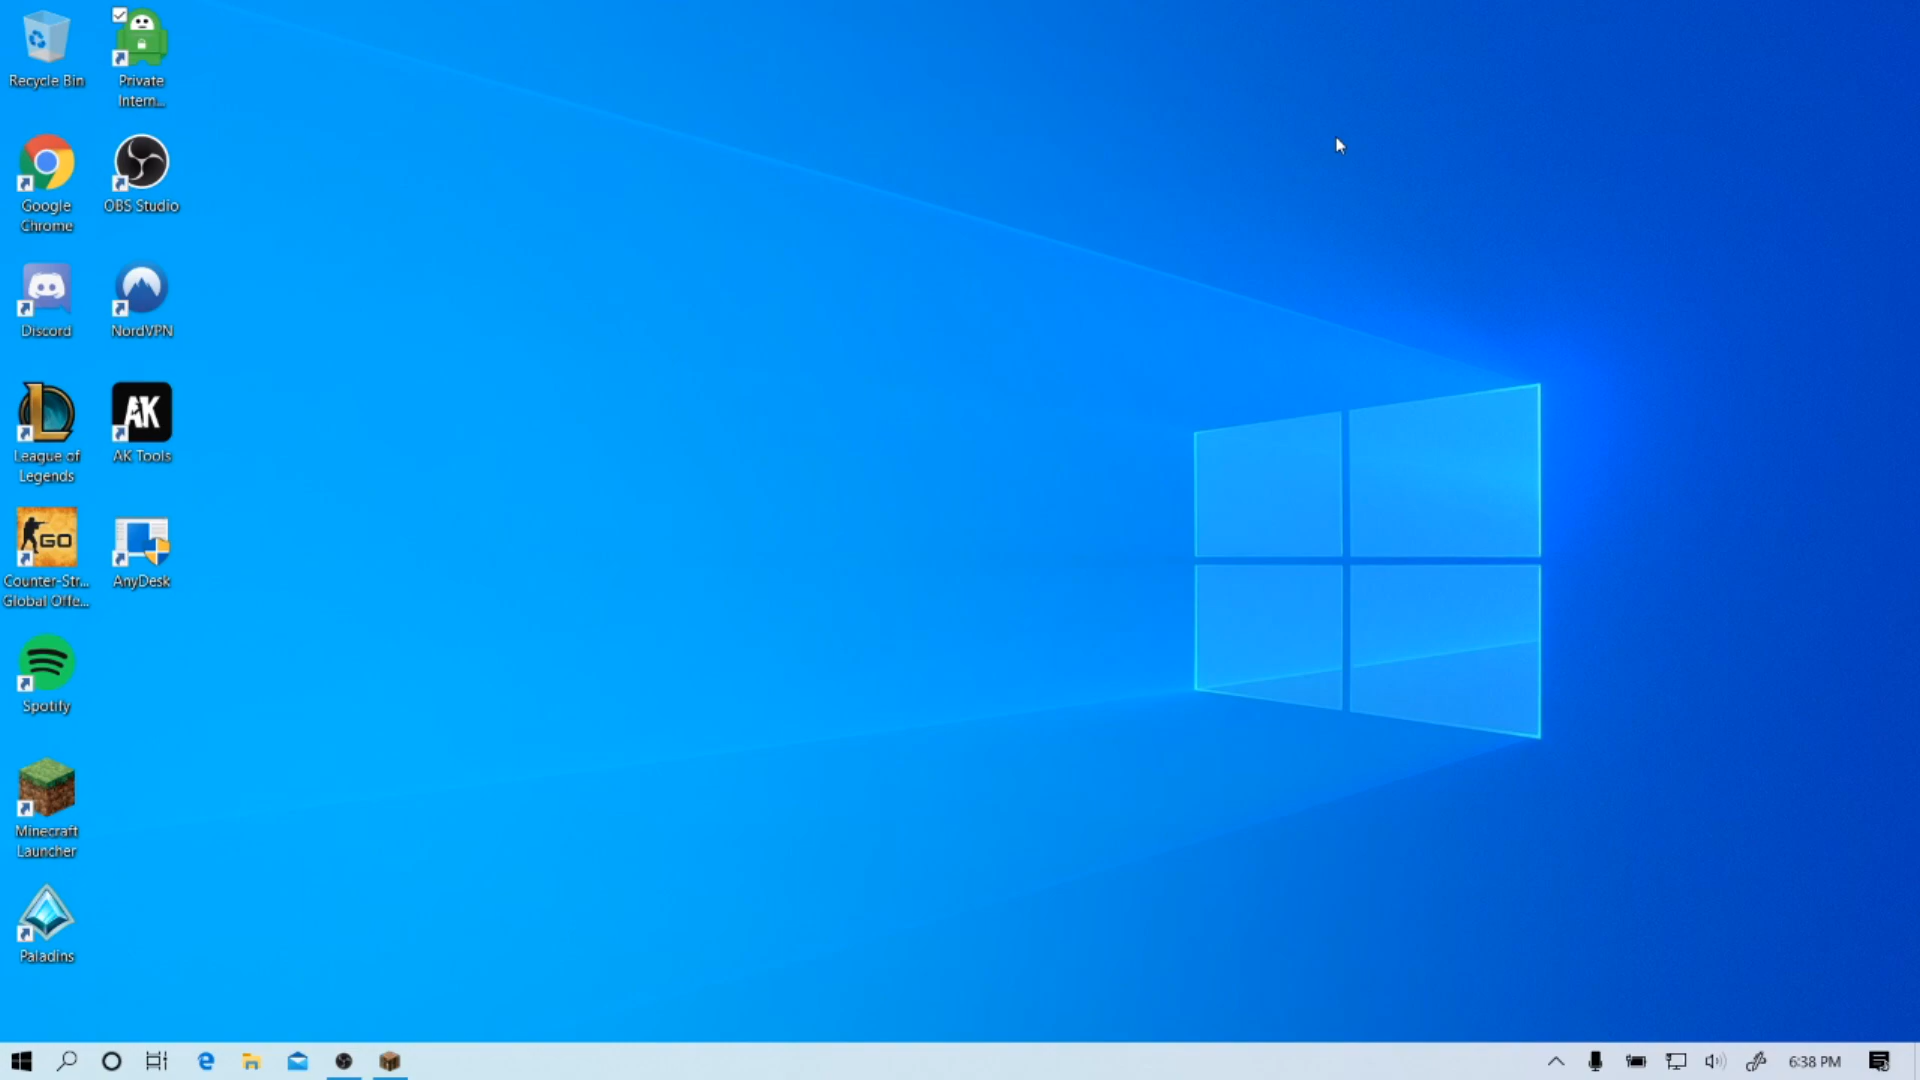 Recycle Bin
Private
Intern...
Google
Chrome
OBS Studio
Discord
NordVPN
League of
Legends
AK
AK Tools
GO
Counter-Str...
Global Offe...
AnyDesk
Spotify
Minecraft
Launcher
Paladins
6:38 PM